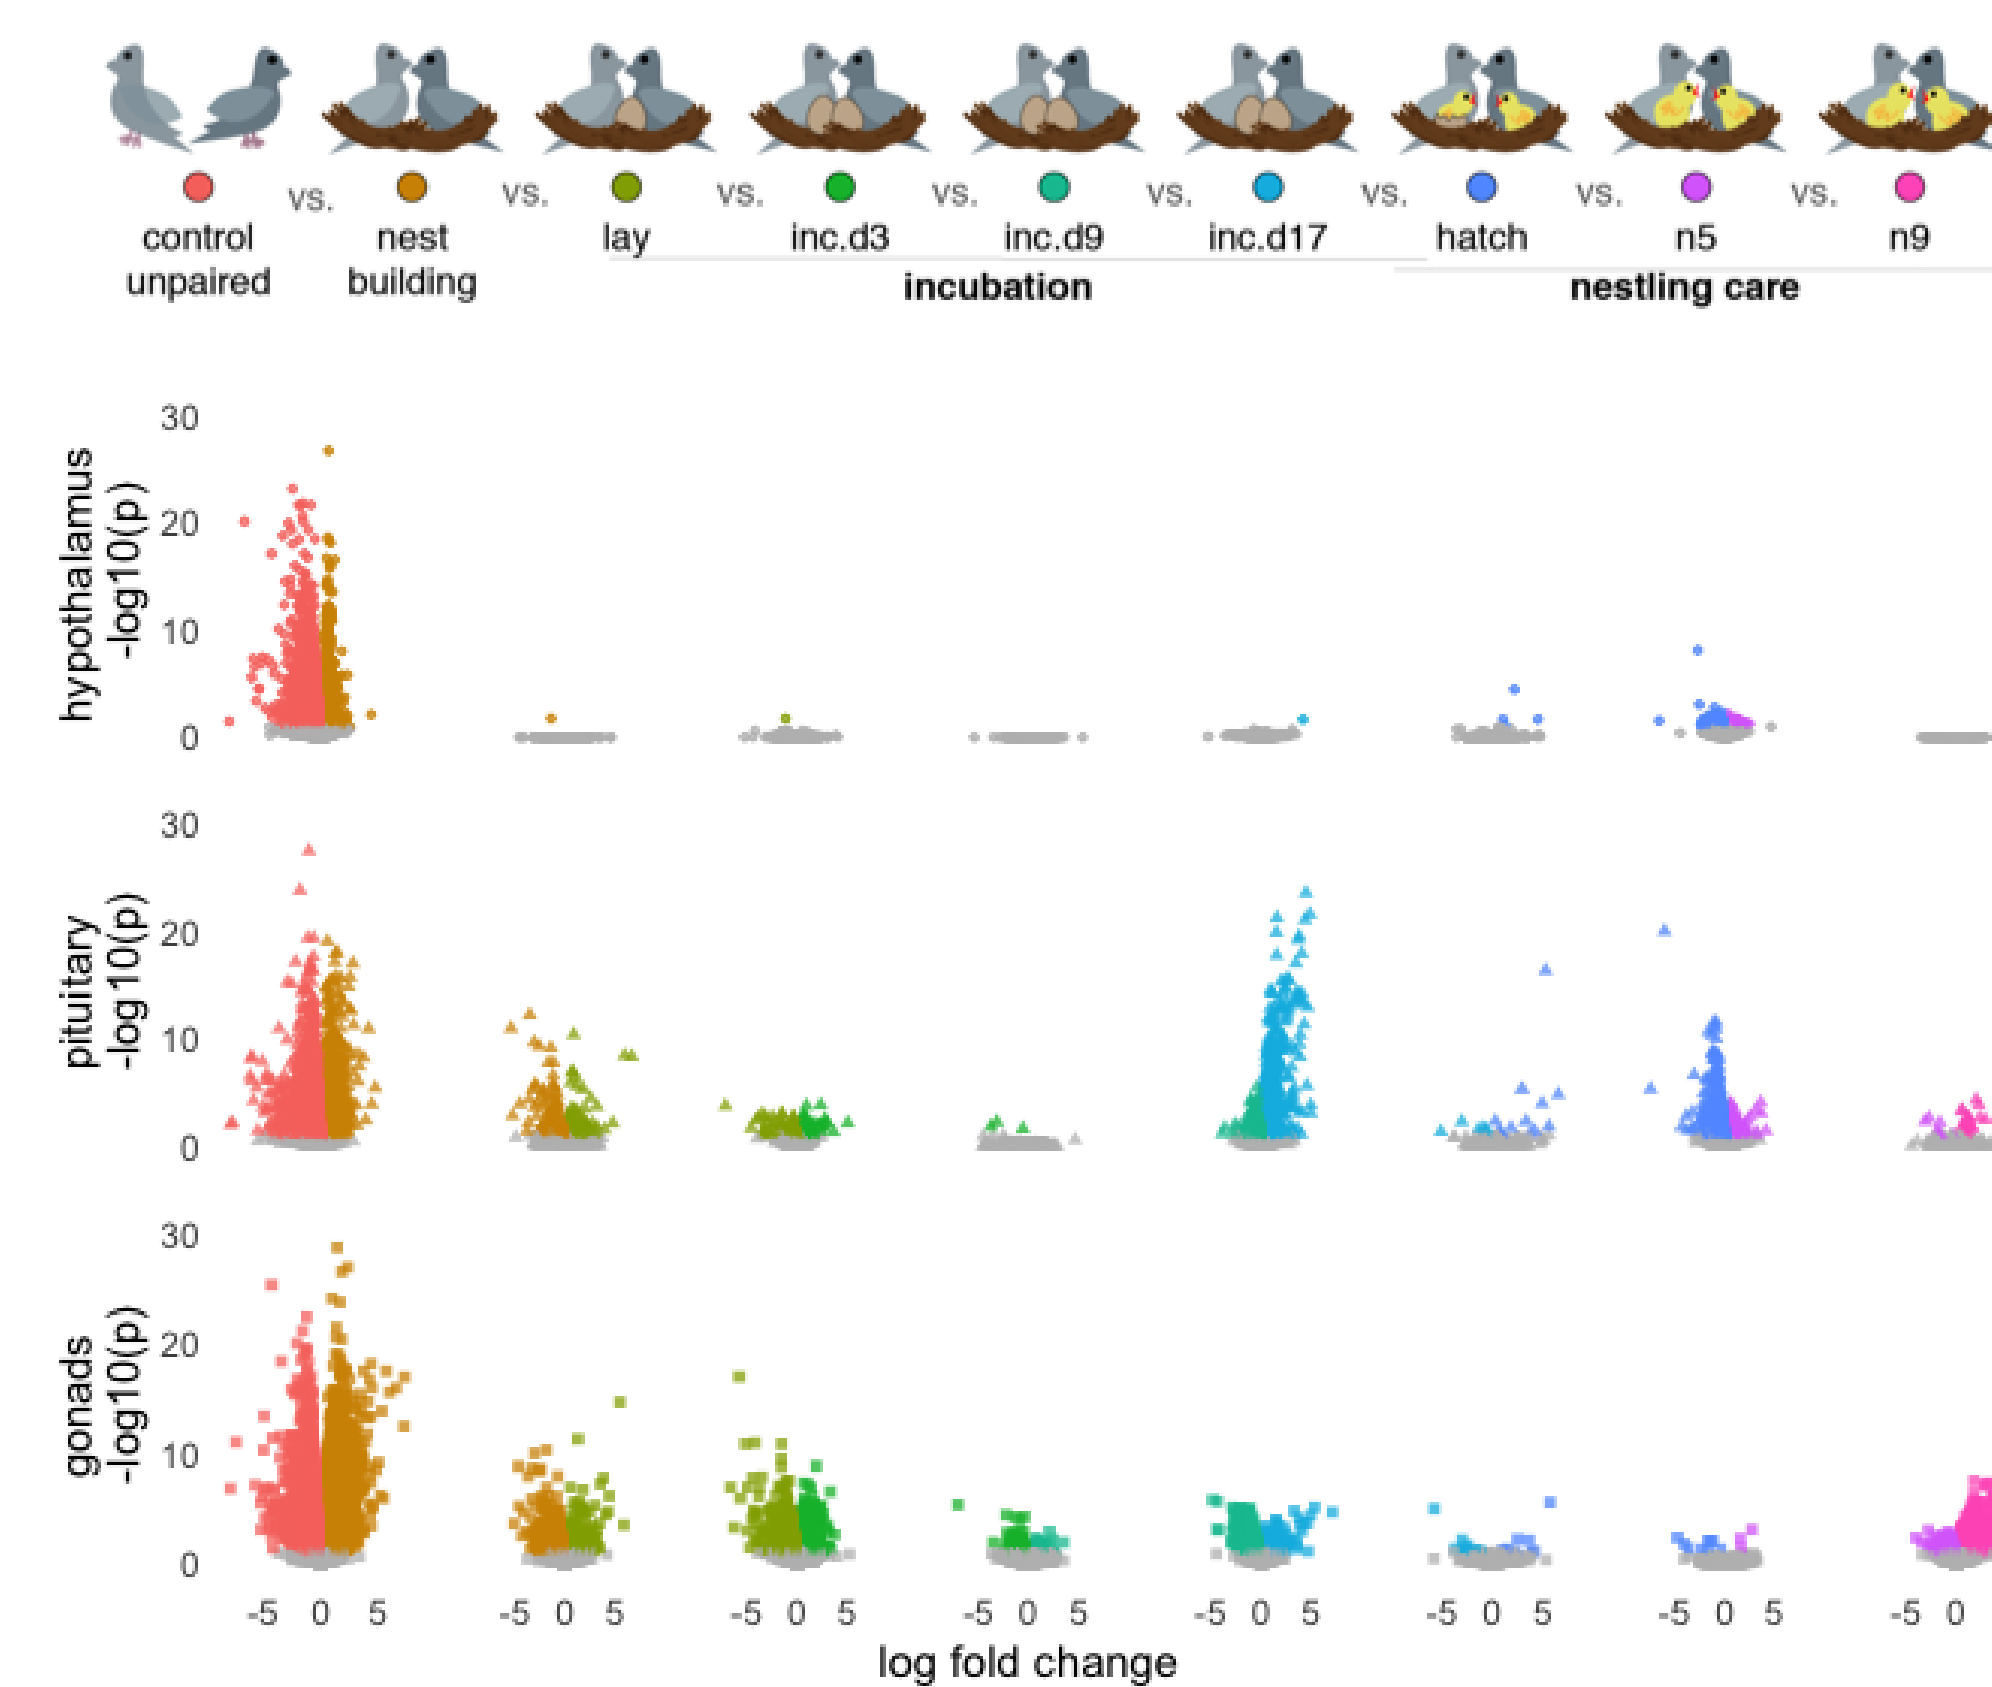 vs. vs. vs. vs. vs. vs. vs. vs.
control nest lay inc.d3 inc.d9 inc.d17 hatch n5 n9
unpaired building incubation nestling care
hypothalamus
-log10(p)
30
20
10
0
pituitary
-log10(p)
30
20
10
0
gonads
-log10(p)
30
20
10
0
-5 0 5 -5 0 5 -5 0 5 -5 0 5 -5 0 5 -5 0 5 -5 0 5 -5 0
log fold change